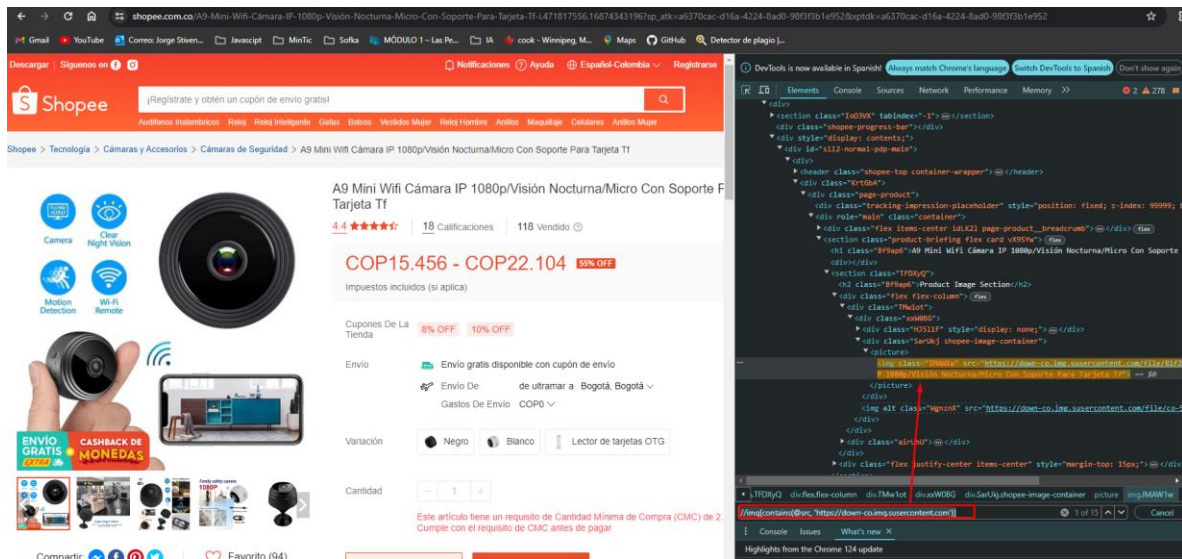 shopee.com.co/A9-Mini-Wifi-Cámara-IP-1080p-Visión-Nocturna-Micro-Con-Soporte-Para-Tarjeta-Tf-i.471817556.16874343196?sp_atk=a6370cac-d16a-4224-8ad0-98f3f3b1e952&xptdk=a6370cac-d16a-4224-8ad0-98f3f3b1e952
Gmail YouTube Correo: Jorge Stiven... Javascipt MinTic Sofka MÓDULO 1 – Las Pe... IA cook - Winnipeg, M... Maps GitHub Detector de plagio |...
Descargar | Síguenos en Notificaciones Ayuda Español-Colombia Registrarse
Shopee
¡Regístrate y obtén un cupón de envío gratis!
Audífonos Inalambricos Reloj Reloj Inteligente Gafas Bolsos Vestidos Mujer Reloj Hombre Anillos Maquillaje Celulares Anillos Mujer
Shopee > Tecnología > Cámaras y Accesorios > Cámaras de Seguridad > A9 Mini Wifi Cámara IP 1080p/Visión Nocturna/Micro Con Soporte Para Tarjeta Tf
Camera
Clear
Night Vision
Motion
Detection
Wi-Fi
Remote
ENVÍO
GRATIS
EXTRA
CASHBACK DE
MONEDAS
1080P
Compartir:
Favorito (94)
A9 Mini Wifi Cámara IP 1080p/Visión Nocturna/Micro Con Soporte P
Tarjeta Tf
4.4 18 Calificaciones 118 Vendido
COP15.456 - COP22.104 55% OFF
Impuestos incluidos (si aplica)
Cupones De La
Tienda
8% OFF 10% OFF
Envío Envío gratis disponible con cupón de envío
Envío De de ultramar a Bogotá, Bogotá
Gastos De Envío COP0
Variación Negro Blanco Lector de tarjetas OTG
Cantidad - 1 +
Este artículo tiene un requisito de Cantidad Mínima de Compra (CMC) de 2
Cumple con el requisito de CMC antes de pagar
DevTools is now available in Spanish! Always match Chrome's language Switch DevTools to Spanish Don't show again
Elements Console Sources Network Performance Memory 2 278
<div>
<section class="IoO3VX" tabindex="-1"></section>
<div class="shopee-progress-bar"></div>
<div style="display: contents;">
<div id="sll2-normal-pdp-main">
<div>
<header class="shopee-top container-wrapper"></header>
<div class="KrtGbA">
<div class="page-product">
<div class="tracking-impression-placeholder" style="position: fixed; z-index: 99999;
<div role="main" class="container">
<div class="flex items-center idLK2l page-product__breadcrumb"></div> flex
<section class="product-briefing flex card vX9SYw"> flex
<h1 class="Bf9ap6">A9 Mini Wifi Cámara IP 1080p/Visión Nocturna/Micro Con Soporte
<div></div>
<section class="TFDXyQ">
<h2 class="Bf9ap6">Product Image Section</h2>
<div class="flex flex-column"> flex
<div class="TMw1ot">
<div class="xxW0BG">
<div class="HJ5l1F" style="display: none;"></div>
<div class="SarUkj shopee-image-container">
<picture>
<img class="IMAW1w" src="https://down-co.img.susercontent.com/file/
P 1080p/Visión Nocturna/Micro Con Soporte Para Tarjeta Tf"> == $0
</picture>
</div>
<img alt class="WgnznX" src="https://down-co.img.susercontent.com/file/co-5
</div>
</div>
<div class="airUhU"></div>
</div>
<div class="flex justify-center items-center" style="margin-top: 15px;"></div>
.TFDXyQ div.flex.flex-column div.TMw1ot div.xxW0BG div.SarUkj.shopee-image-container picture img.IMAW1w
//img[contains(@src, 'https://down-co.img.susercontent.com')] 1 of 15 Cancel
Console Issues What's new
Highlights from the Chrome 124 update